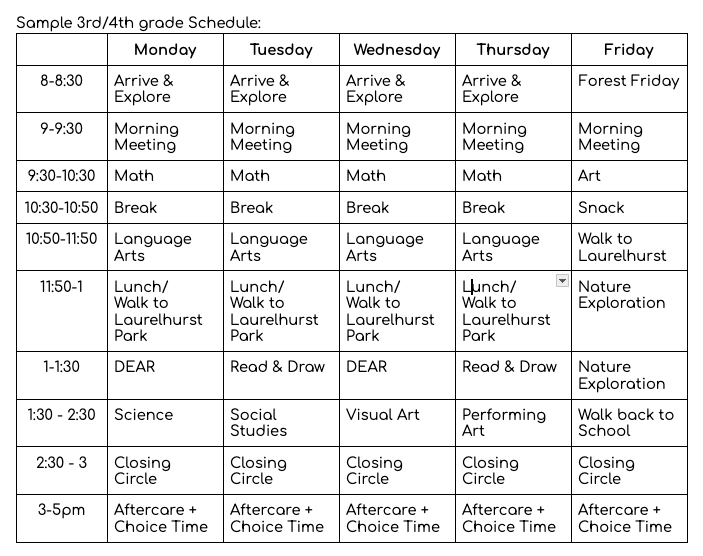 Sample 3rd/4th grade Schedule:
Monday Tuesday Wednesday Thursday Friday
8-8:30 Arrive & Arrive & Arrive & Arrive & Forest Friday
Explore Explore Explore Explore
9-9:30 Morning Morning Morning Morning Morning
Meeting Meeting Meeting Meeting Meeting
9:30-10:30 Math Math Math Math Art
10:30-10:50 Break Break Break Break Snack
10:50-11:50 Language Language Language Language Walk to
Arts Arts Arts Arts Laurelhurst
11:50-1 Lunch/ Lunch/ Lunch/ Lunch/ Nature
Walk to Walk to Walk to Walk to Exploration
Laurelhurst Laurelhurst Laurelhurst Laurelhurst
Park Park Park Park
1-1:30 DEAR Read & Draw DEAR Read & Draw Nature
Exploration
1:30 - 2:30 Science Social Visual Art Performing Walk back to
Studies Art School
2:30 - 3 Closing Closing Closing Closing Closing
Circle Circle Circle Circle Circle
3-5pm Aftercare + Aftercare + Aftercare + Aftercare + Aftercare +
Choice Time Choice Time Choice Time Choice Time Choice Time